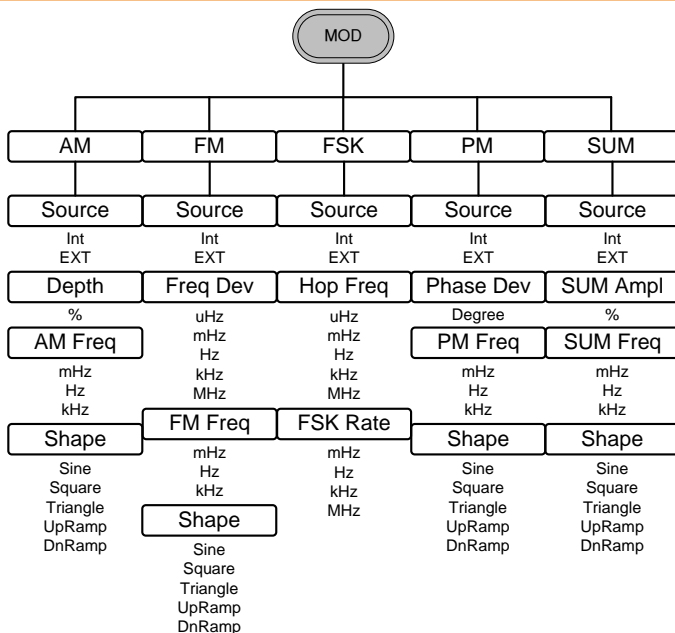 MOD
AM
FM
FSK
PM
SUM
Source
Int
EXT
Depth
%
AM Freq
mHz
Hz
kHz
Shape
Sine
Square
Triangle
UpRamp
DnRamp
Source
Int
EXT
Freq Dev
uHz
mHz
Hz
kHz
MHz
FM Freq
mHz
Hz
kHz
Shape
Sine
Square
Triangle
UpRamp
DnRamp
Source
Int
EXT
Hop Freq
uHz
mHz
Hz
kHz
MHz
FSK Rate
mHz
Hz
kHz
MHz
Source
Int
EXT
Phase Dev
Degree
PM Freq
mHz
Hz
kHz
Shape
Sine
Square
Triangle
UpRamp
DnRamp
Source
Int
EXT
SUM Ampl
%
SUM Freq
mHz
Hz
kHz
Shape
Sine
Square
Triangle
UpRamp
DnRamp